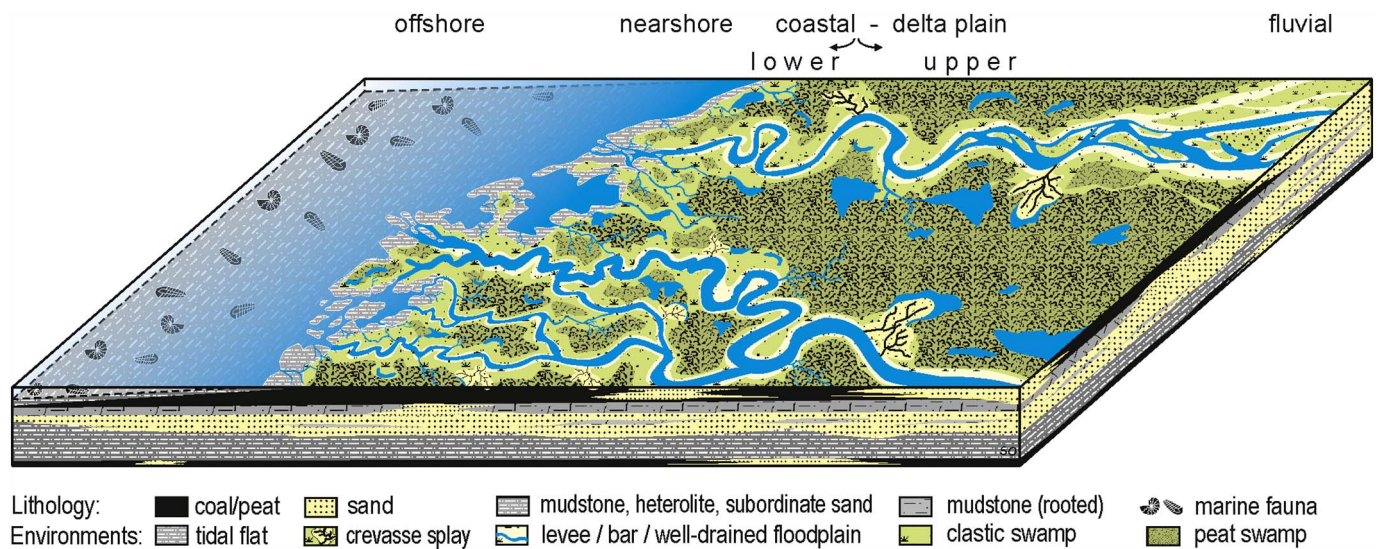 offshore nearshore coastal - delta plain fluvial
lower upper
SO
Lithology: coal/peat sand mudstone, heterolite, subordinate sand mudstone (rooted) marine fauna
Environments: tidal flat crevasse splay levee / bar / well-drained floodplain clastic swamp peat swamp